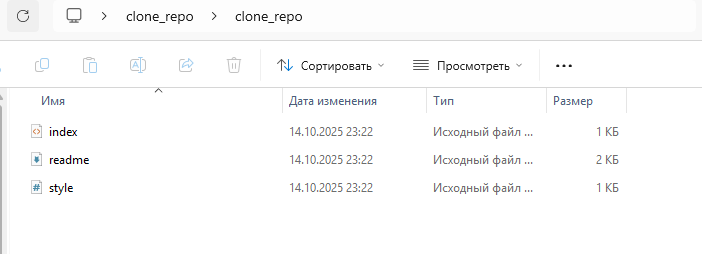 clone_repo > clone_repo
Сортировать Просмотреть ...
Имя Дата изменения Тип Размер
index 14.10.2025 23:22 Исходный файл ... 1 КБ
readme 14.10.2025 23:22 Исходный файл ... 2 КБ
style 14.10.2025 23:22 Исходный файл ... 1 КБ